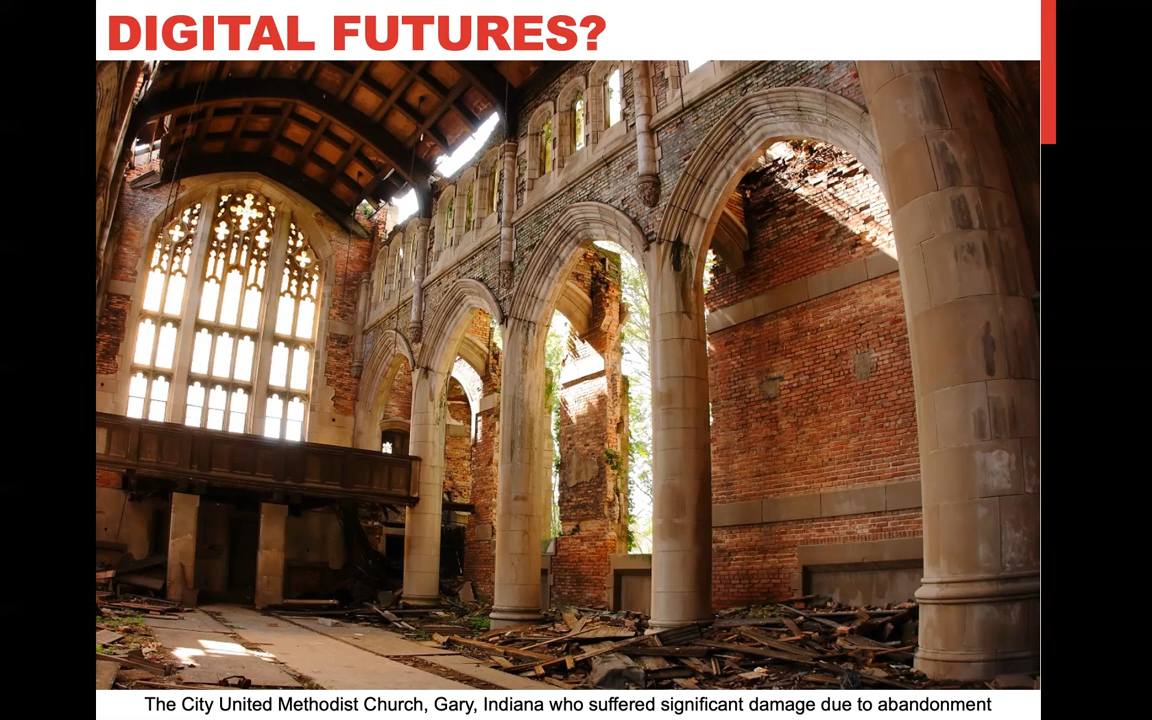 DIGITAL FUTURES?
The City United Methodist Church, Gary, Indiana who suffered significant damage due to abandonment